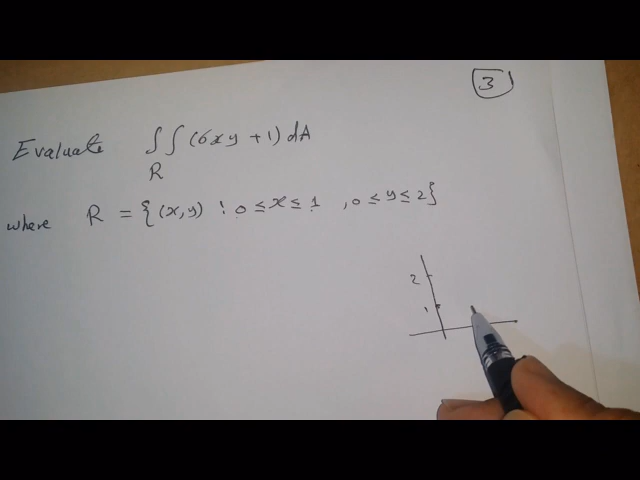 3
Evaluate ∫∫ (6xy + 1) dA
R
where R = {(x,y) : 0 ≤ x ≤ 1 , 0 ≤ y ≤ 2}
2
1